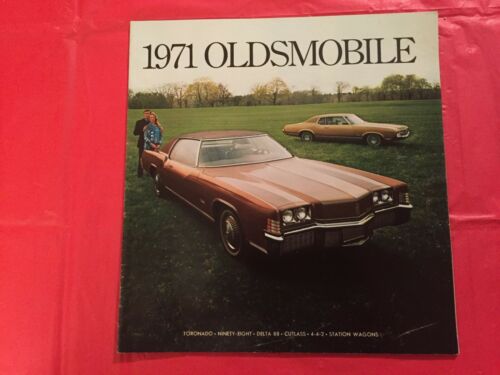 1971 OLDSMOBILE
TORONADO • NINETY-EIGHT • DELTA 88 • CUTLASS • 4-4-2 • STATION WAGONS